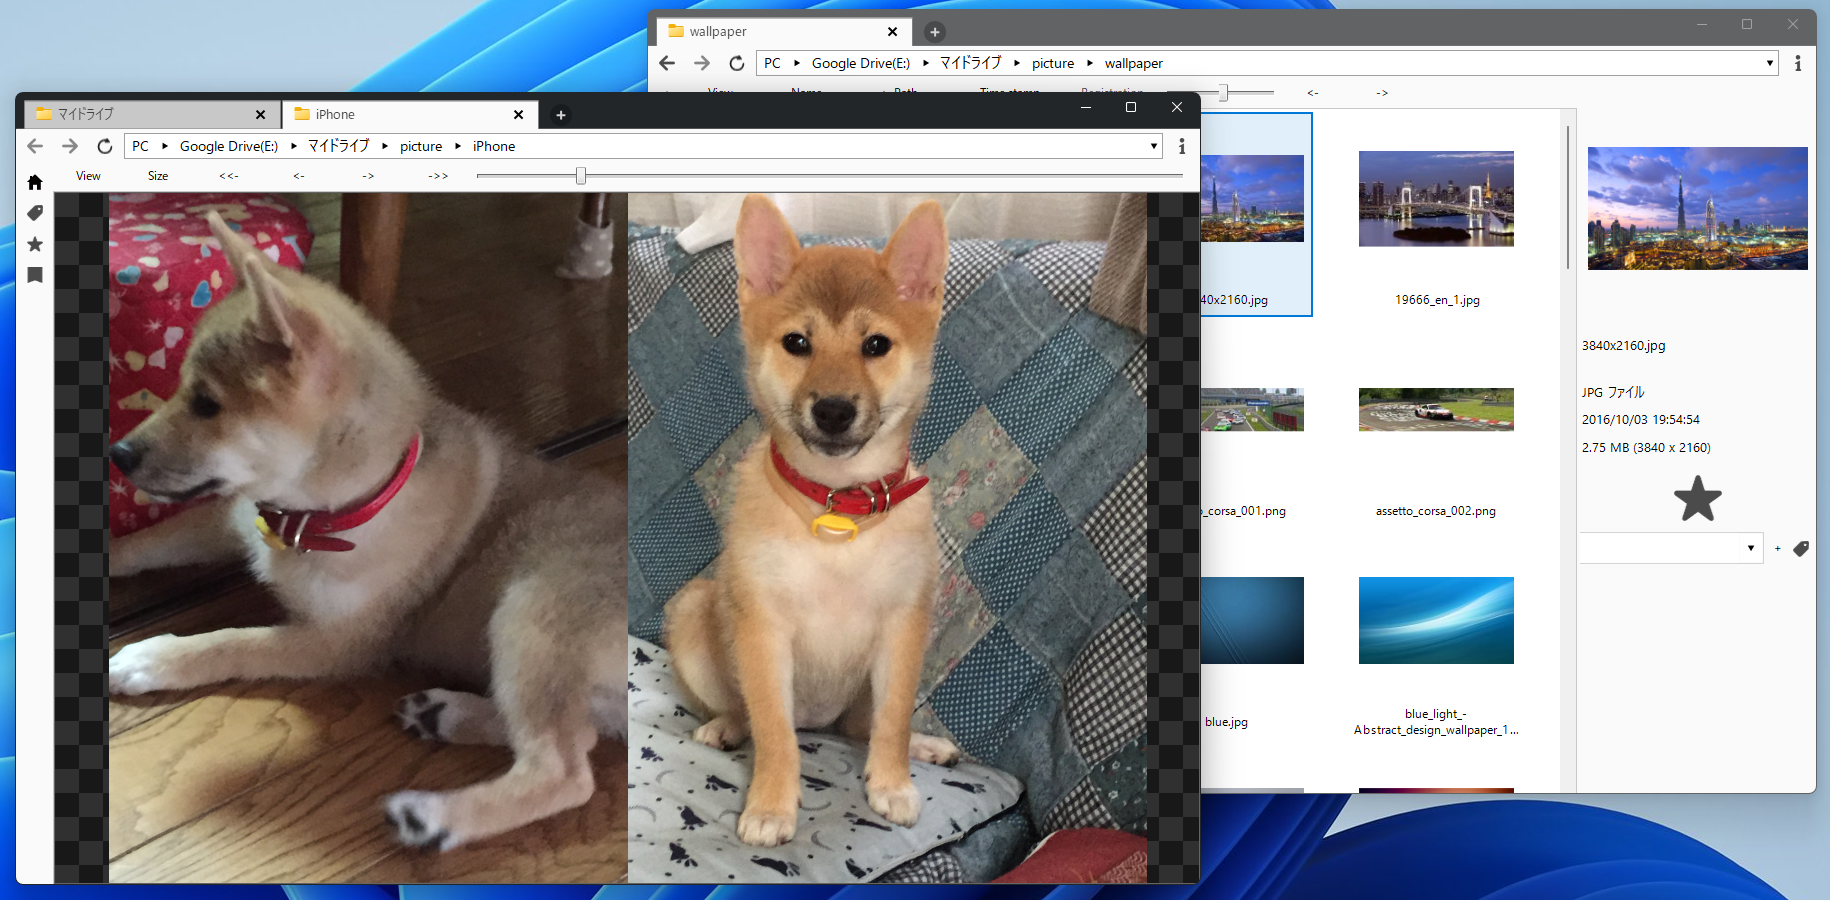 wallpaper
PC Google Drive(E:) マイドライブ picture wallpaper
<- ->
マイドライブ
iPhone
PC Google Drive(E:) マイドライブ picture iPhone
View Size <<- <- -> ->>
40x2160.jpg
19666_en_1.jpg
_corsa_001.png
assetto_corsa_002.png
blue.jpg
blue_light_-
Abstract_design_wallpaper_1...
3840x2160.jpg
JPG ファイル
2016/10/03 19:54:54
2.75 MB (3840 x 2160)
+